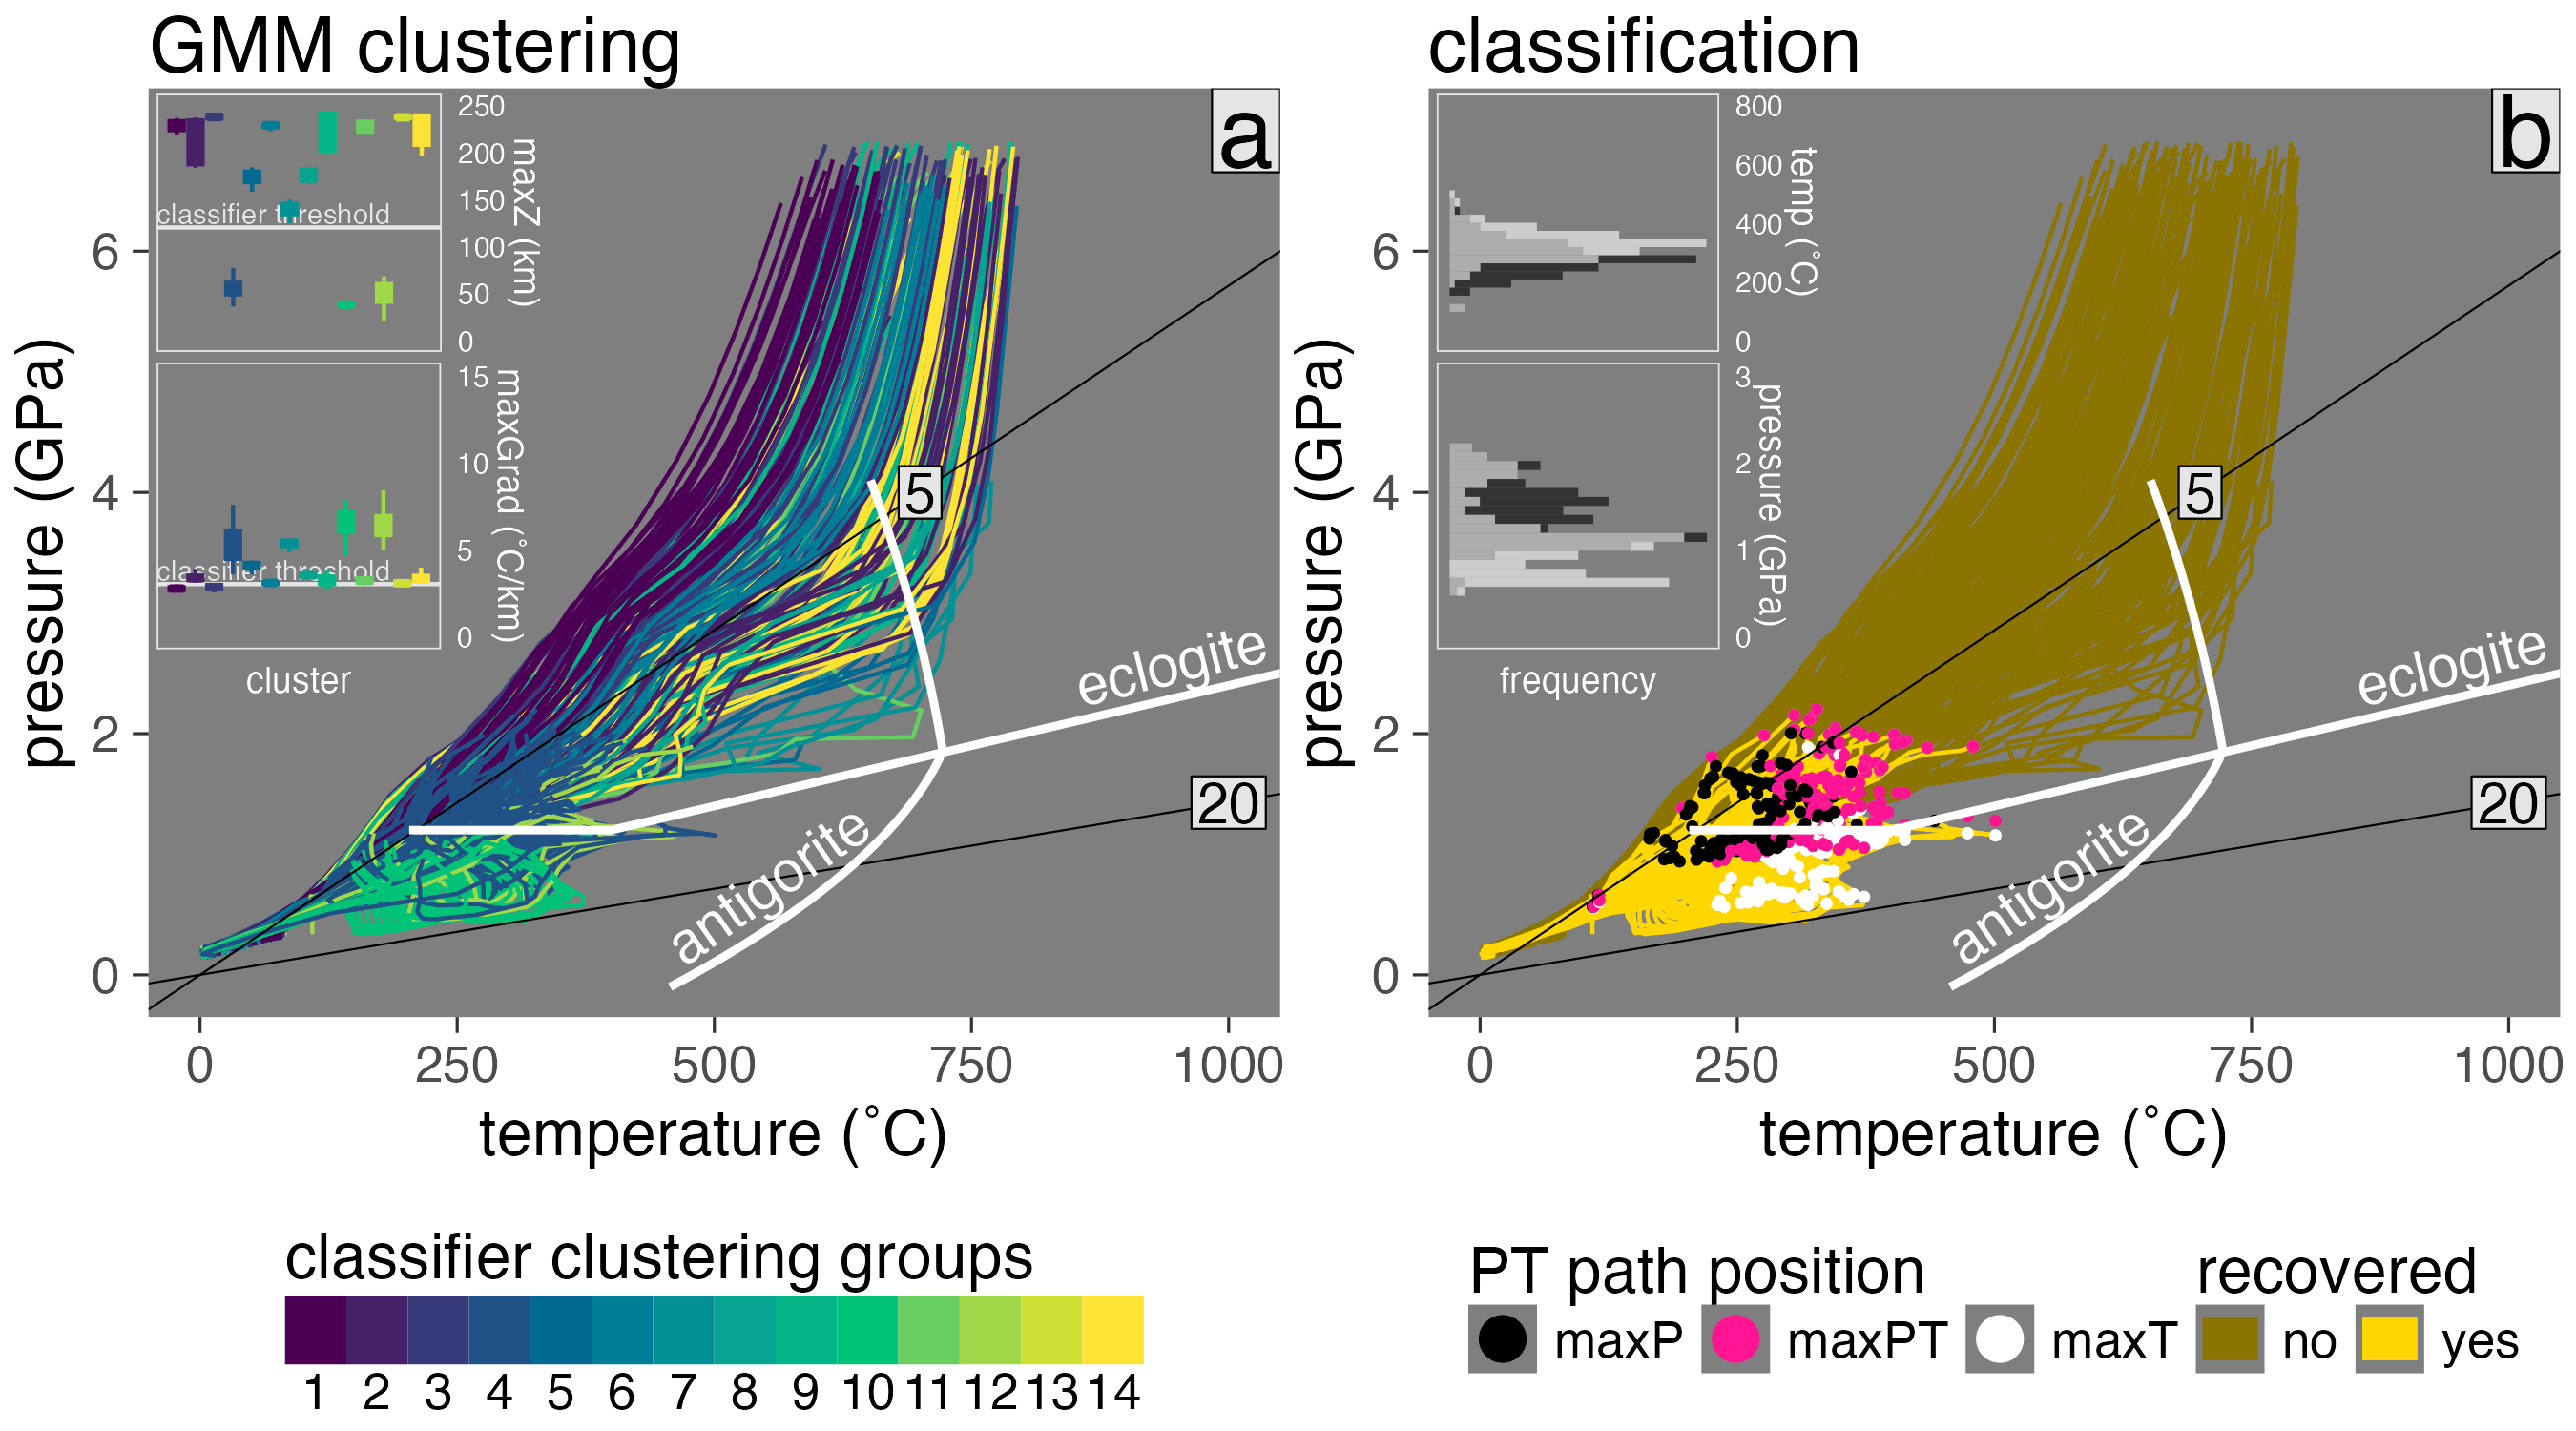 GMM clustering
a
pressure (GPa)
6
4
2
0
0
250
500
750
1000
temperature (˚C)
250
200
150
100
50
0
maxZ (km)
classifier threshold
15
10
5
0
maxGrad (˚C/km)
classifier threshold
cluster
5
20
eclogite
antigorite
classifier clustering groups
1 2 3 4 5 6 7 8 9 10 11 12 13 14
classification
b
pressure (GPa)
6
4
2
0
0
250
500
750
1000
temperature (˚C)
800
600
400
200
0
temp (˚C)
3
2
1
0
pressure (GPa)
frequency
5
20
eclogite
antigorite
PT path position
maxP
maxPT
maxT
recovered
no
yes